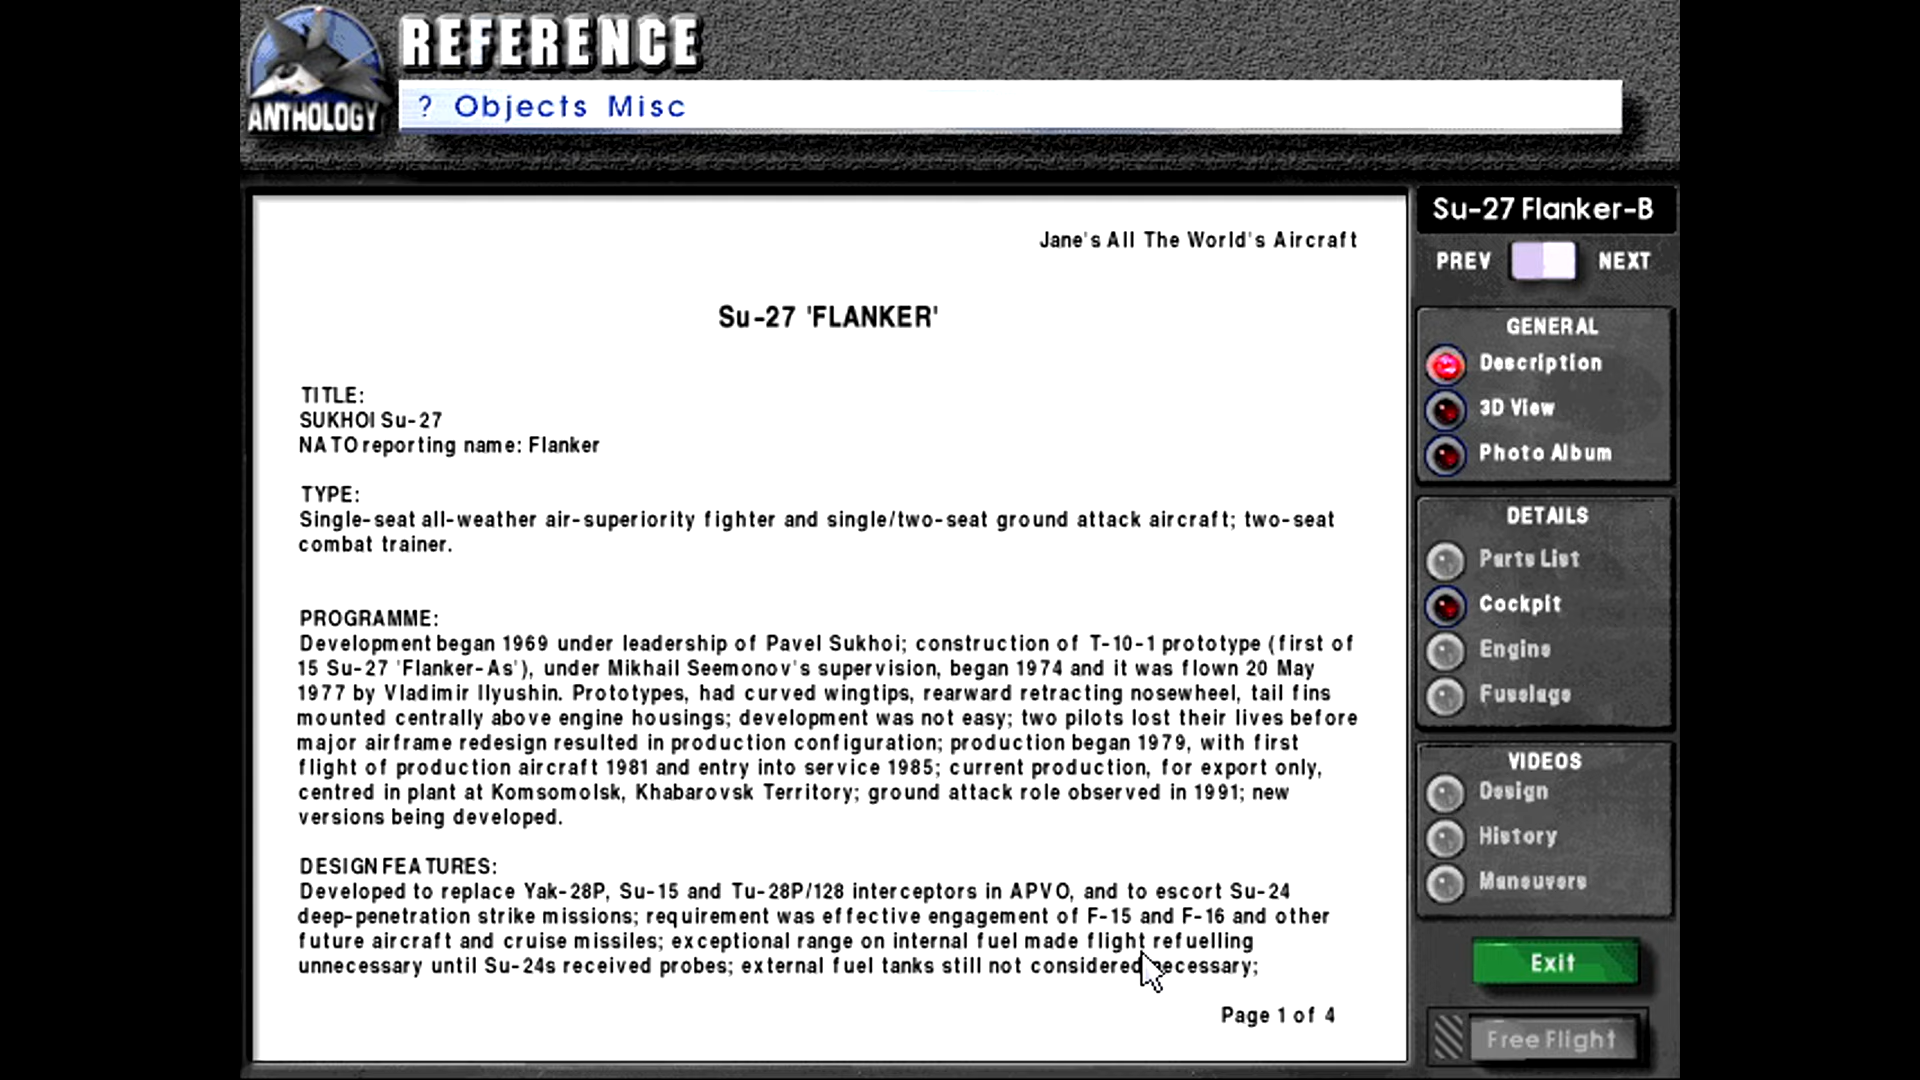 ANTHOLOGY
REFERENCE
? Objects Misc
Jane's All The World's Aircraft
Su-27 'FLANKER'
TITLE:
SUKHOI Su-27
NATO reporting name: Flanker
TYPE:
Single-seat all-weather air-superiority fighter and single/two-seat ground attack aircraft; two-seat
combat trainer.
PROGRAMME:
Development began 1969 under leadership of Pavel Sukhoi; construction of T-10-1 prototype (first of
15 Su-27 'Flanker-As'), under Mikhail Seemonov's supervision, began 1974 and it was flown 20 May
1977 by Vladimir Ilyushin. Prototypes, had curved wingtips, rearward retracting nosewheel, tail fins
mounted centrally above engine housings; development was not easy; two pilots lost their lives before
major airframe redesign resulted in production configuration; production began 1979, with first
flight of production aircraft 1981 and entry into service 1985; current production, for export only,
centred in plant at Komsomolsk, Khabarovsk Territory; ground attack role observed in 1991; new
versions being developed.
DESIGN FEATURES:
Developed to replace Yak-28P, Su-15 and Tu-28P/128 interceptors in APVO, and to escort Su-24
deep-penetration strike missions; requirement was effective engagement of F-15 and F-16 and other
future aircraft and cruise missiles; exceptional range on internal fuel made flight refuelling
unnecessary until Su-24s received probes; external fuel tanks still not considered necessary;
Page 1 of 4
Su-27 Flanker-B
PREV NEXT
GENERAL
Description
3D View
Photo Album
DETAILS
Parts List
Cockpit
Engine
Fuselage
VIDEOS
Design
History
Maneuvers
Exit
Free Flight